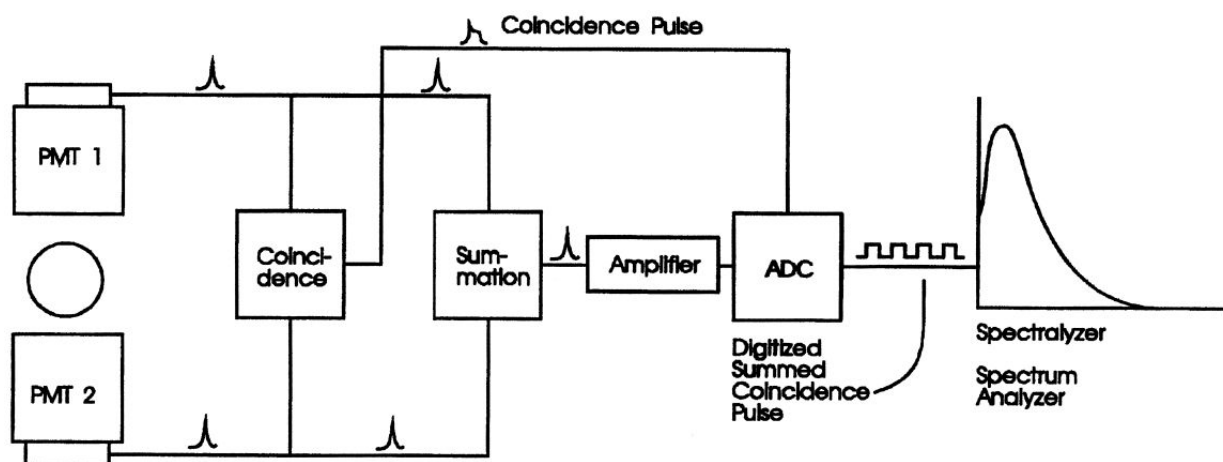 Coincidence Pulse
PMT 1
Coinci-
dence
Sum-
mation
Amplifier
ADC
PMT 2
Digitized
Summed
Coincidence
Pulse
Spectralyzer
Spectrum
Analyzer